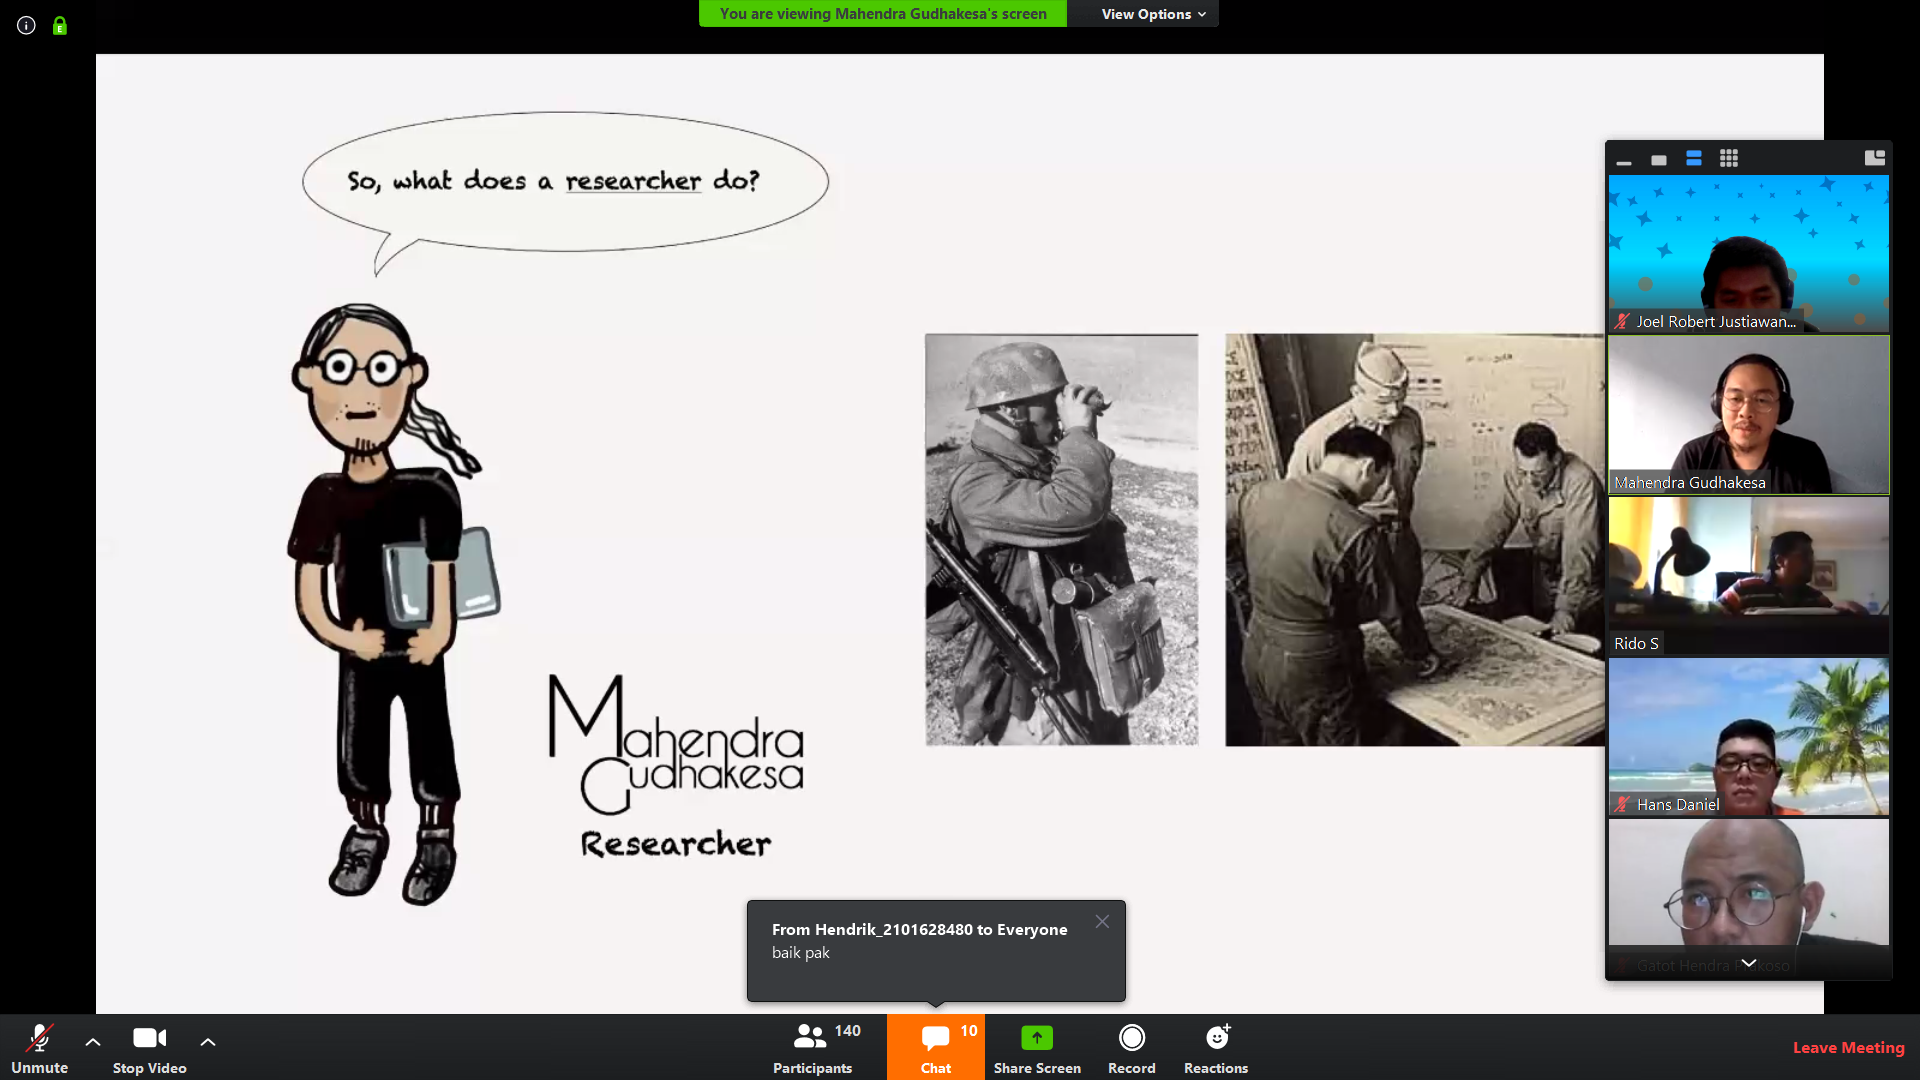 You are viewing Mahendra Gudhakesa's screen
View Options
So, what does a researcher do?
Mahendra
Gudhakesa
Researcher
Joel Robert Justiawan...
Mahendra Gudhakesa
Rido S
Hans Daniel
Gatot Hendra
From Hendrik_2101628480 to Everyone
baik pak
Unmute
Stop Video
Participants
140
Chat
10
Share Screen
Record
Reactions
Leave Meeting